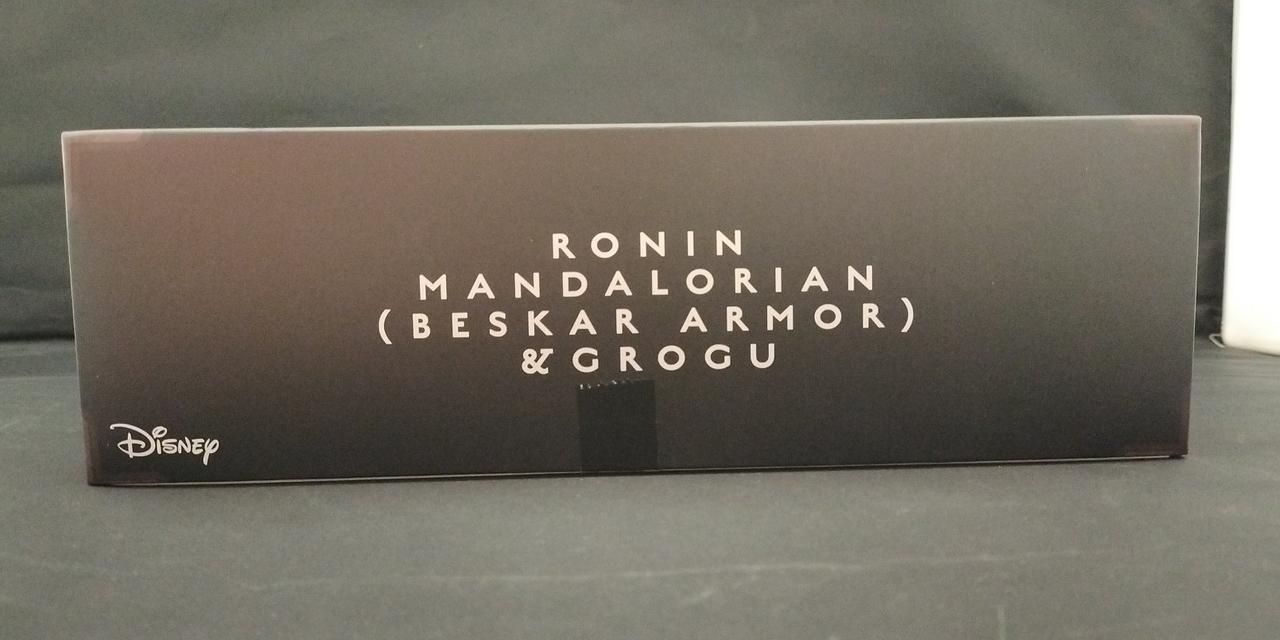 RONIN
MANDALORIAN
(BESKAR ARMOR)
& GROGU
Disney